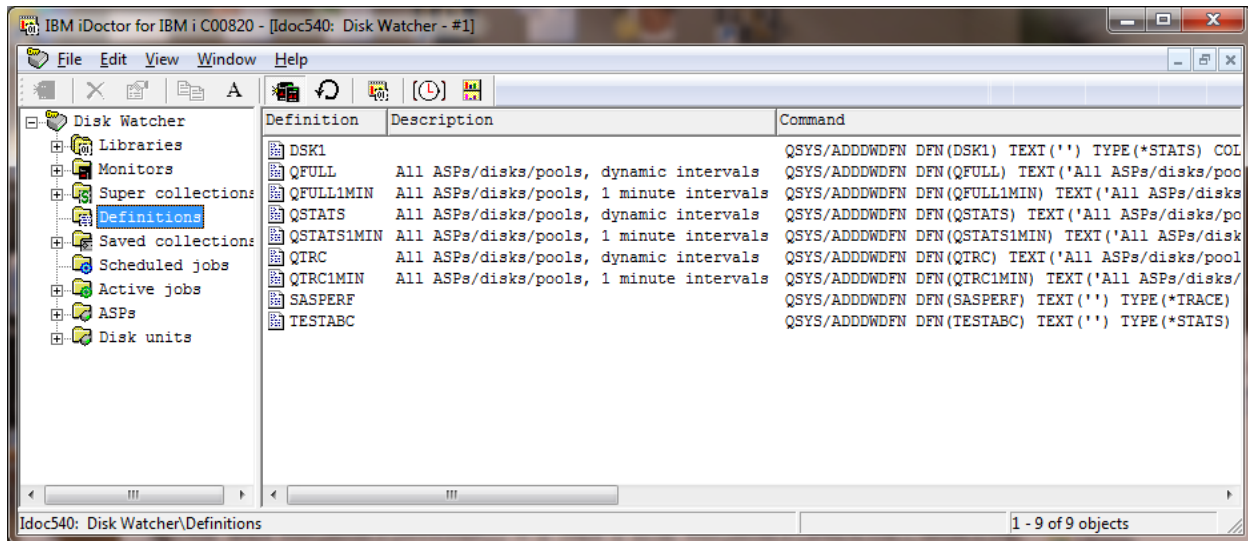 IBM iDoctor for IBM i C00820 - [Idoc540: Disk Watcher - #1]
File Edit View Window Help
A
Disk Watcher
Libraries
Monitors
Super collections
Definitions
Saved collections
Scheduled jobs
Active jobs
ASPs
Disk units
Definition Description Command
DSK1 QSYS/ADDDWDFN DFN(DSK1) TEXT('') TYPE(*STATS) COL
QFULL All ASPs/disks/pools, dynamic intervals QSYS/ADDDWDFN DFN(QFULL) TEXT('All ASPs/disks/poo
QFULL1MIN All ASPs/disks/pools, 1 minute intervals QSYS/ADDDWDFN DFN(QFULL1MIN) TEXT('All ASPs/disks
QSTATS All ASPs/disks/pools, dynamic intervals QSYS/ADDDWDFN DFN(QSTATS) TEXT('All ASPs/disks/po
QSTATS1MIN All ASPs/disks/pools, 1 minute intervals QSYS/ADDDWDFN DFN(QSTATS1MIN) TEXT('All ASPs/disk
QTRC All ASPs/disks/pools, dynamic intervals QSYS/ADDDWDFN DFN(QTRC) TEXT('All ASPs/disks/pool
QTRC1MIN All ASPs/disks/pools, 1 minute intervals QSYS/ADDDWDFN DFN(QTRC1MIN) TEXT('All ASPs/disks/
SASPERF QSYS/ADDDWDFN DFN(SASPERF) TEXT('') TYPE(*TRACE)
TESTABC QSYS/ADDDWDFN DFN(TESTABC) TEXT('') TYPE(*STATS)
Idoc540: Disk Watcher\Definitions 1 - 9 of 9 objects